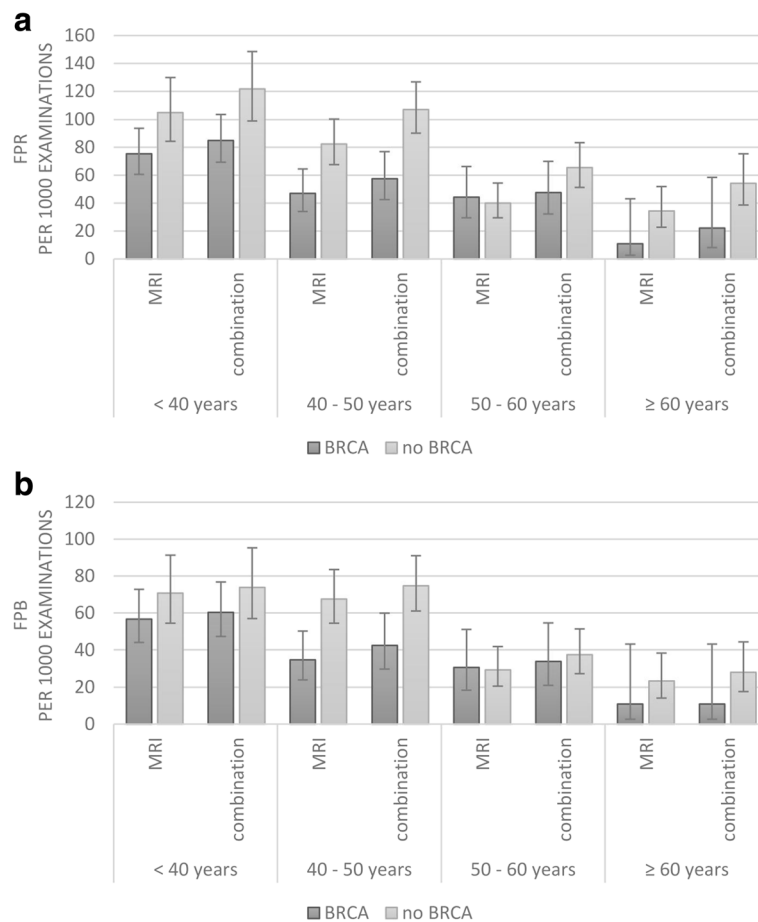 a
FPR
PER 1000 EXAMINATIONS
160
140
120
100
80
60
40
20
0
MRI
combination
MRI
combination
MRI
combination
MRI
combination
< 40 years
40 - 50 years
50 - 60 years
≥ 60 years
BRCA
no BRCA
b
FPB
PER 1000 EXAMINATIONS
120
100
80
60
40
20
0
MRI
combination
MRI
combination
MRI
combination
MRI
combination
< 40 years
40 - 50 years
50 - 60 years
≥ 60 years
BRCA
no BRCA